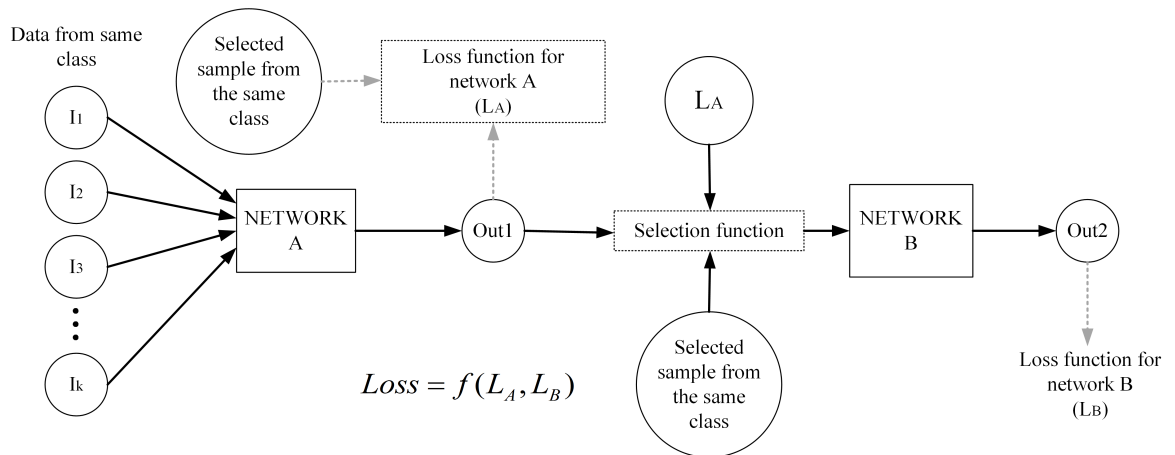 Data from same
class
I1
I2
I3
Ik
Selected
sample from
the same
class
Loss function for
network A
(LA)
NETWORK
A
Out1
LA
Selection function
Selected
sample from
the same
class
NETWORK
B
Out2
Loss function for
network B
(LB)
Loss = f(LA, LB)